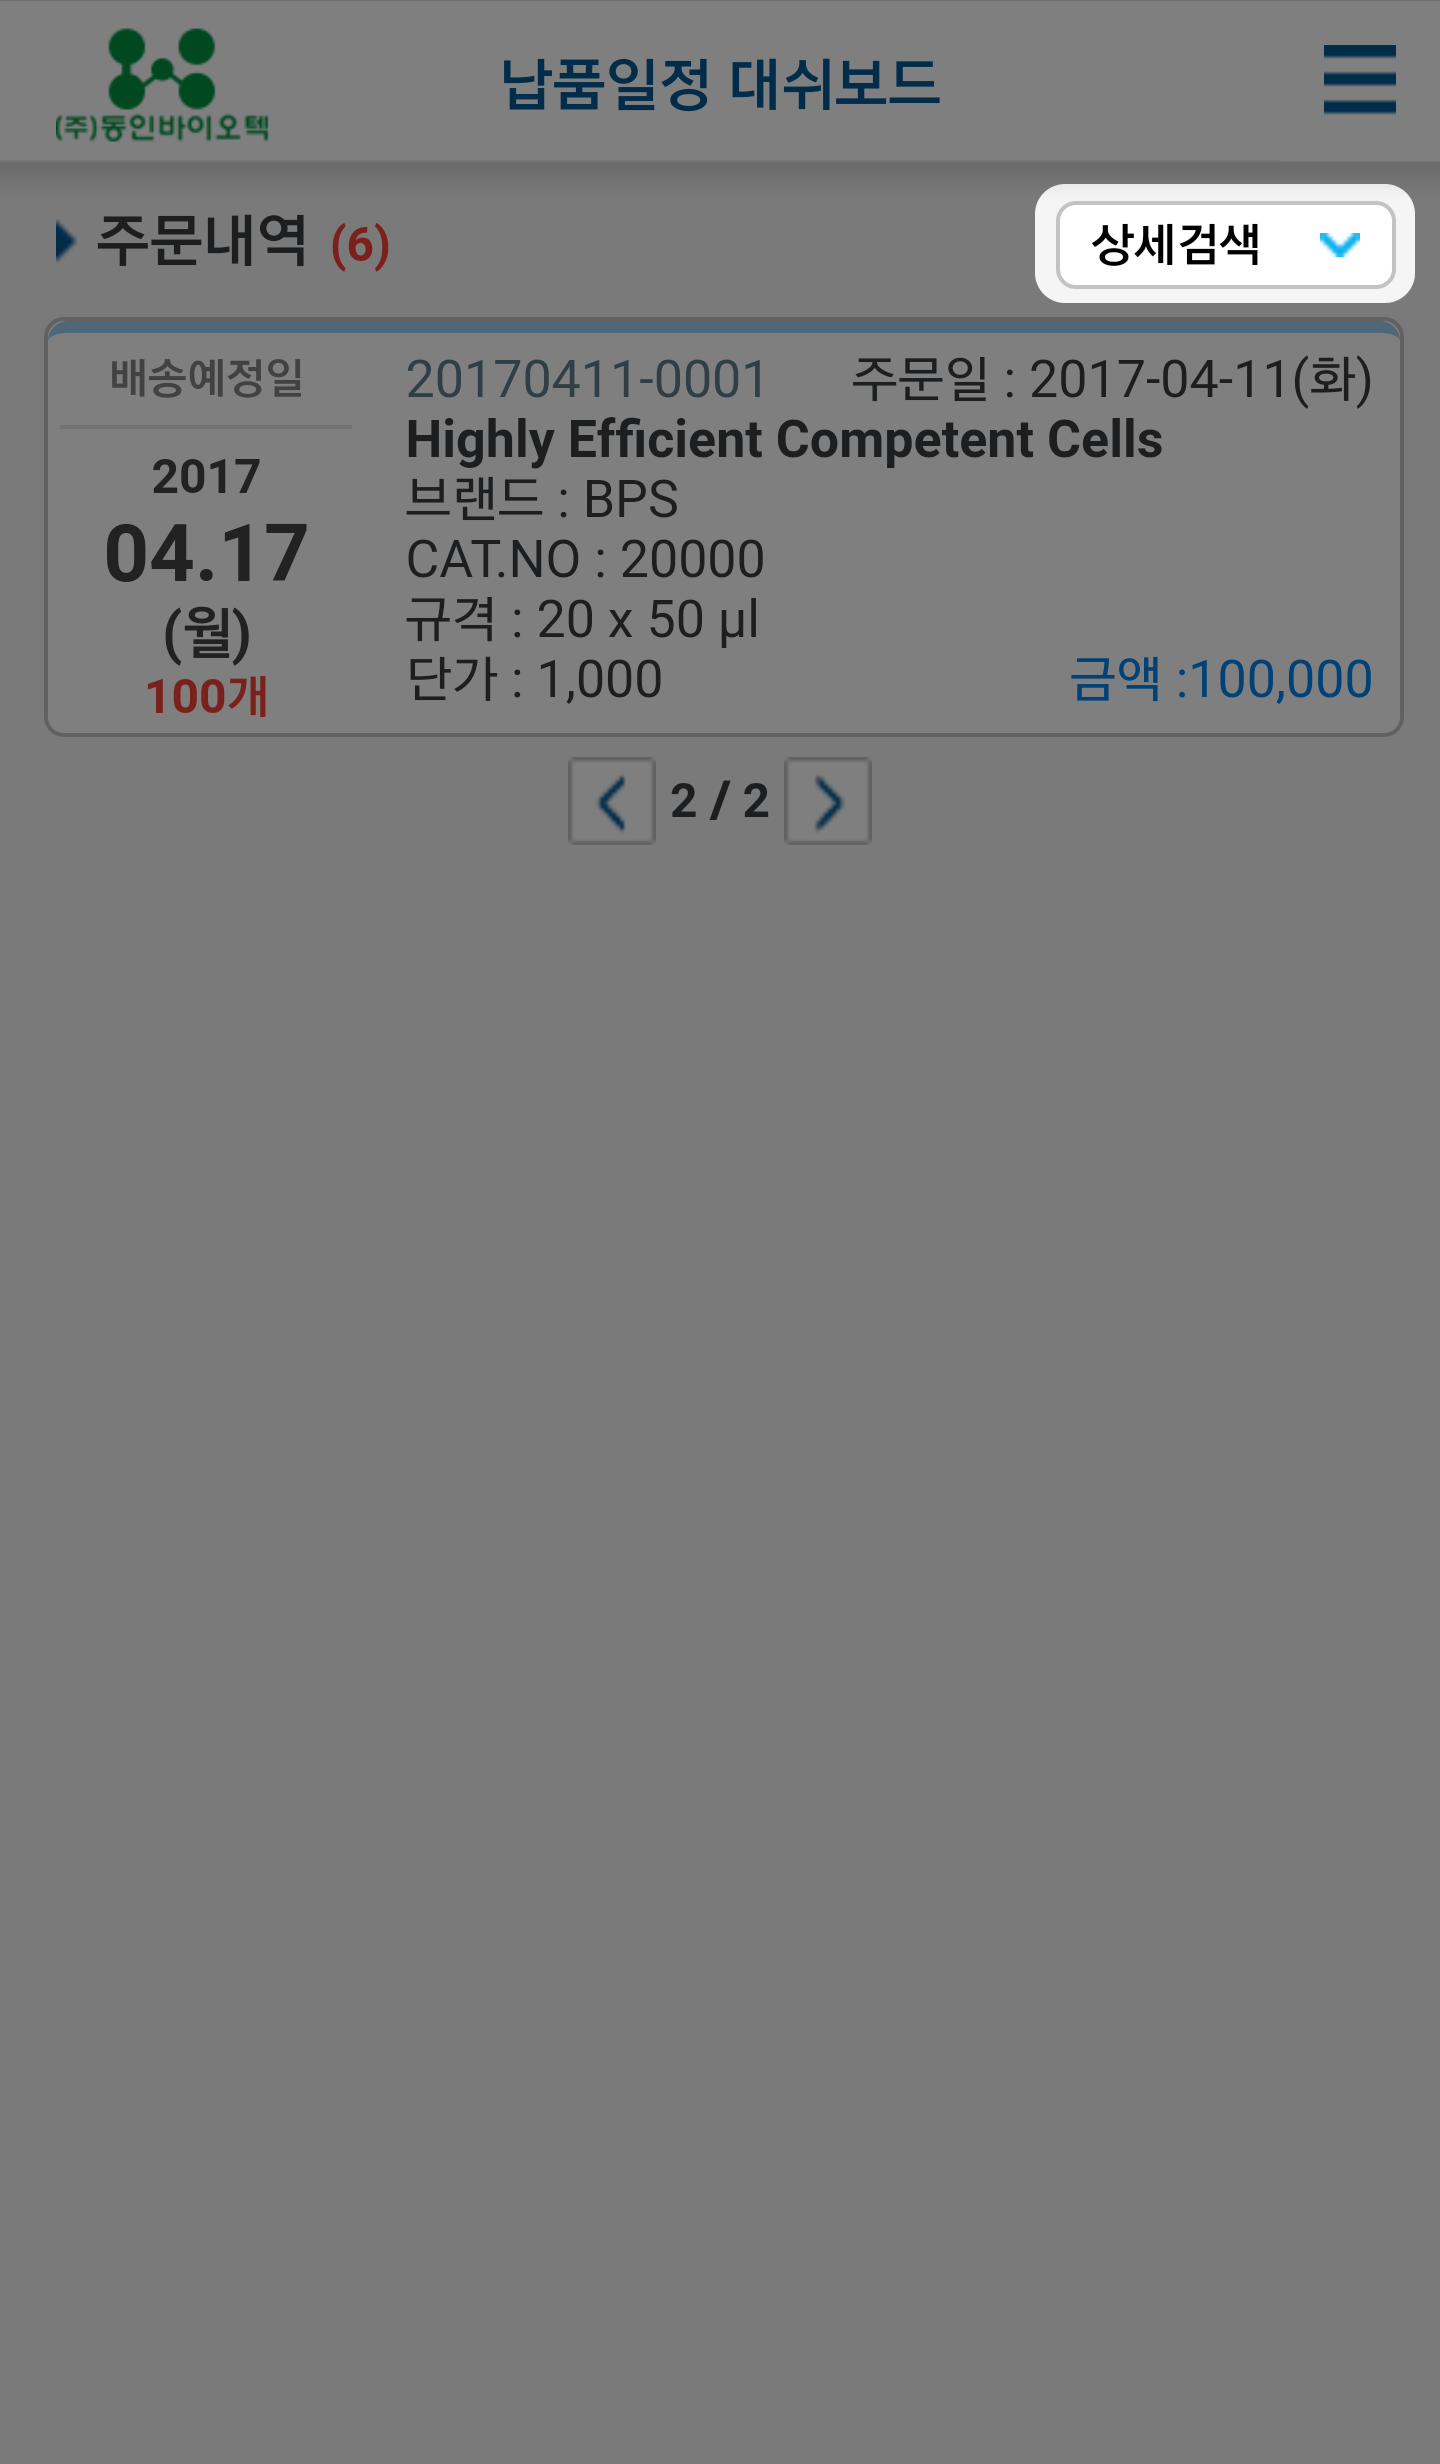 (주)동인바이오텍
납품일정 대쉬보드
주문내역 (6)
상세검색
배송예정일
2017
04.17
(월)
100개
20170411-0001 주문일 : 2017-04-11(화)
Highly Efficient Competent Cells
브랜드 : BPS
CAT.NO : 20000
규격 : 20 x 50 µl
단가 : 1,000 금액 :100,000
2 / 2